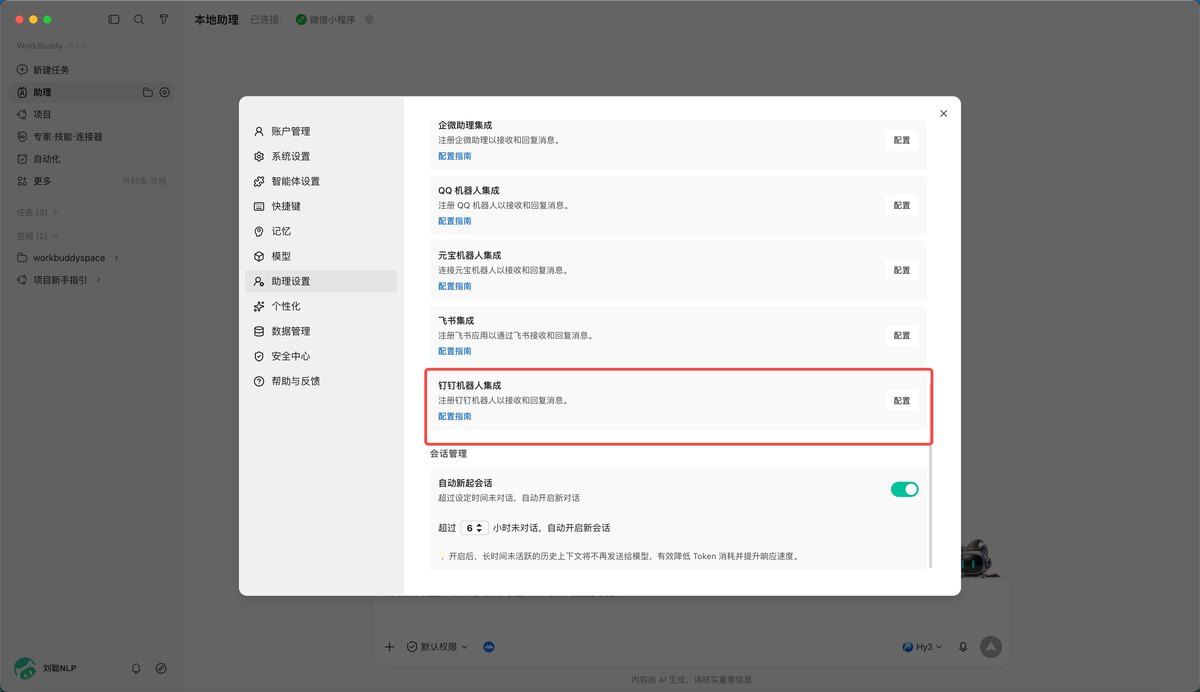 本地助理 已连接: 微信小程序
WorkBuddy
新建任务
助理
项目
专家·技能·连接器
自动化
更多 资料库·灵感
任务 (3)
空间 (2)
workbuddyspace
项目新手指引
刘聪NLP
账户管理
系统设置
智能体设置
快捷键
记忆
模型
助理设置
个性化
数据管理
安全中心
帮助与反馈
企微助理集成
注册企微助理以接收和回复消息。
配置指南
配置
QQ 机器人集成
注册 QQ 机器人以接收和回复消息。
配置指南
配置
元宝机器人集成
连接元宝机器人以接收和回复消息。
配置指南
配置
飞书集成
注册飞书应用以通过飞书接收和回复消息。
配置指南
配置
钉钉机器人集成
注册钉钉机器人以接收和回复消息。
配置指南
配置
会话管理
自动新起会话
超过设定时间未对话，自动开启新对话
超过 6 小时未对话，自动开启新会话
开启后，长时间未活跃的历史上下文将不再发送给模型，有效降低 Token 消耗并提升响应速度。
默认权限
Hy3
内容由 AI 生成，请核实重要信息